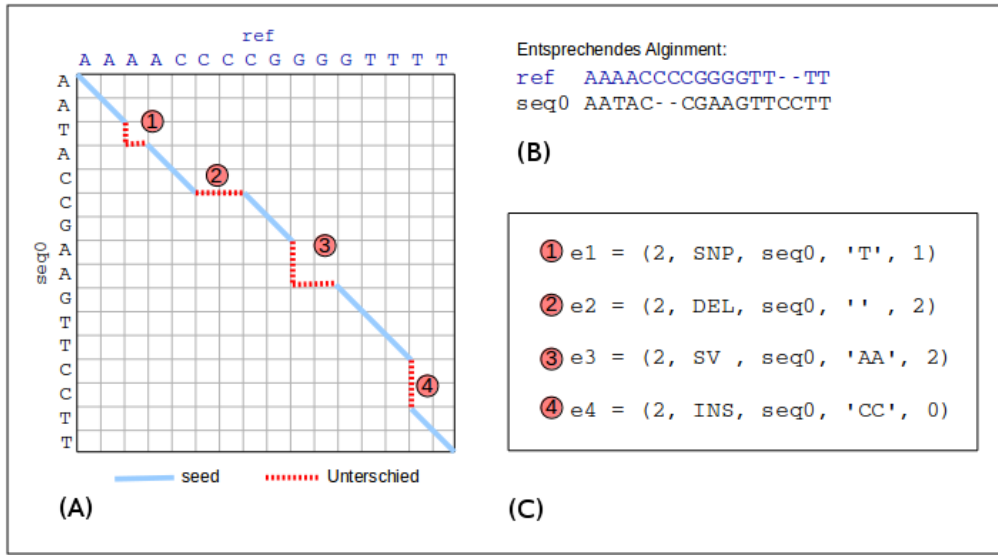 ref
A A A A C C C C G G G G T T T T
seq0
A
A
T
A
C
C
G
A
A
G
T
T
C
C
T
T
1
2
3
4
seed
Unterschied
(A)
Entsprechendes Alginment:
ref AAAACCCCGGGGTT--TT
seq0 AATAC--CGAAGTTCCTT
(B)
1 e1 = (2, SNP, seq0, 'T', 1)
2 e2 = (2, DEL, seq0, '' , 2)
3 e3 = (2, SV , seq0, 'AA', 2)
4 e4 = (2, INS, seq0, 'CC', 0)
(C)